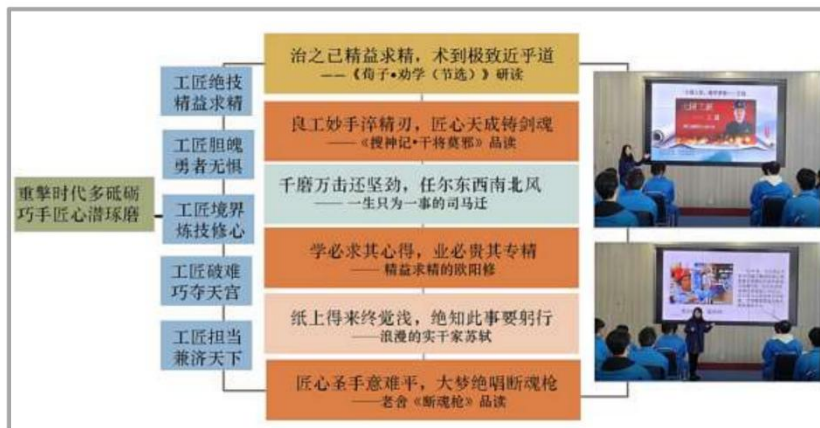 重擎时代多砥砺
巧手匠心潜琢磨
工匠绝技
精益求精
工匠胆魄
勇者无惧
工匠境界
炼技修心
工匠破难
巧夺天宫
工匠担当
兼济天下
治之己精益求精，术到极致近乎道
——《荀子•劝学（节选）》研读
良工妙手淬精刃，匠心天成铸剑魂
——《搜神记•干将莫邪》品读
千磨万击还坚劲，任尔东西南北风
—— 一生只为一事的司马迁
学必求其心得，业必贵其专精
—— 精益求精的欧阳修
纸上得来终觉浅，绝知此事要躬行
——浪漫的实干家苏轼
匠心圣手意难平，大梦绝唱断魂枪
——老舍《断魂枪》品读
大国工匠